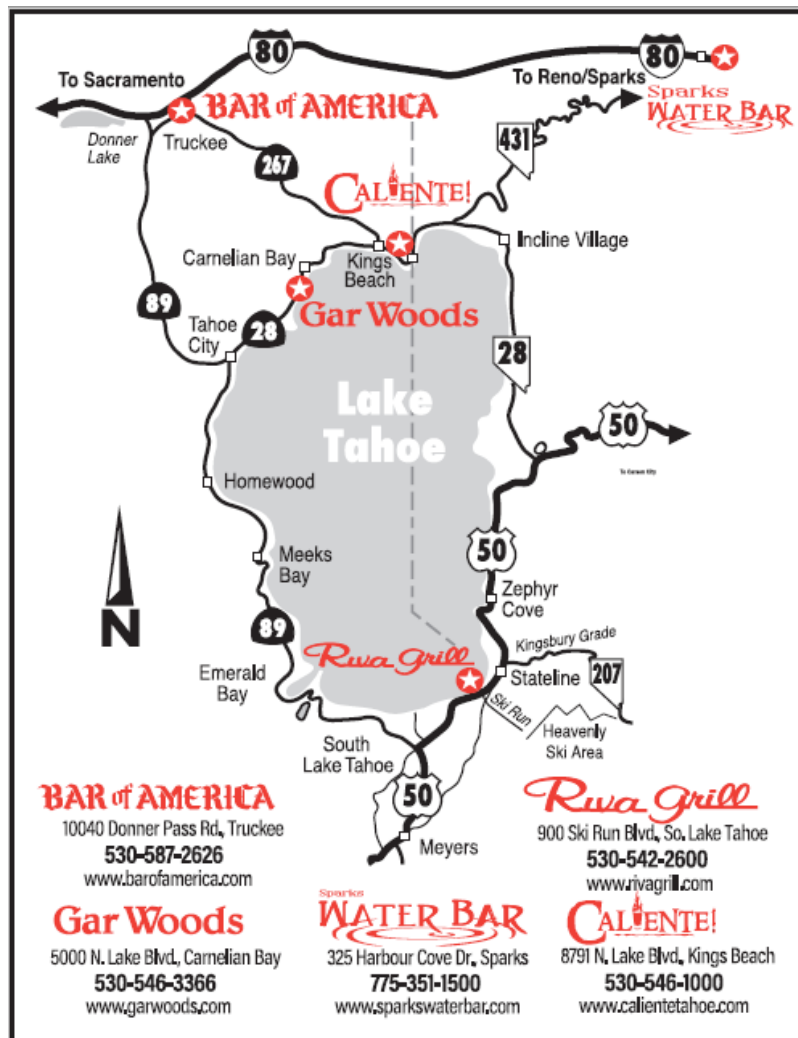 80
80
To Sacramento
To Reno/Sparks
Sparks
WATER BAR
BAR of AMERICA
Donner
Lake
Truckee
431
267
CALIENTE!
Incline Village
Carnelian Bay
Kings
Beach
Gar Woods
89
Tahoe
City
28
28
Lake
Tahoe
50
To Carson City
Homewood
50
Meeks
Bay
Zephyr
Cove
N
89
Kingsbury Grade
Riva Grill
Emerald
Bay
Stateline
207
Ski Run
Heavenly
Ski Area
South
Lake Tahoe
50
Meyers
BAR of AMERICA
10040 Donner Pass Rd., Truckee
530-587-2626
www.barofamerica.com
Riva Grill
900 Ski Run Blvd., So. Lake Tahoe
530-542-2600
www.rivagrill.com
Gar Woods
5000 N. Lake Blvd., Carnelian Bay
530-546-3366
www.garwoods.com
Sparks
WATER BAR
325 Harbour Cove Dr., Sparks
775-351-1500
www.sparkswaterbar.com
CALIENTE!
8791 N. Lake Blvd., Kings Beach
530-546-1000
www.calientetahoe.com